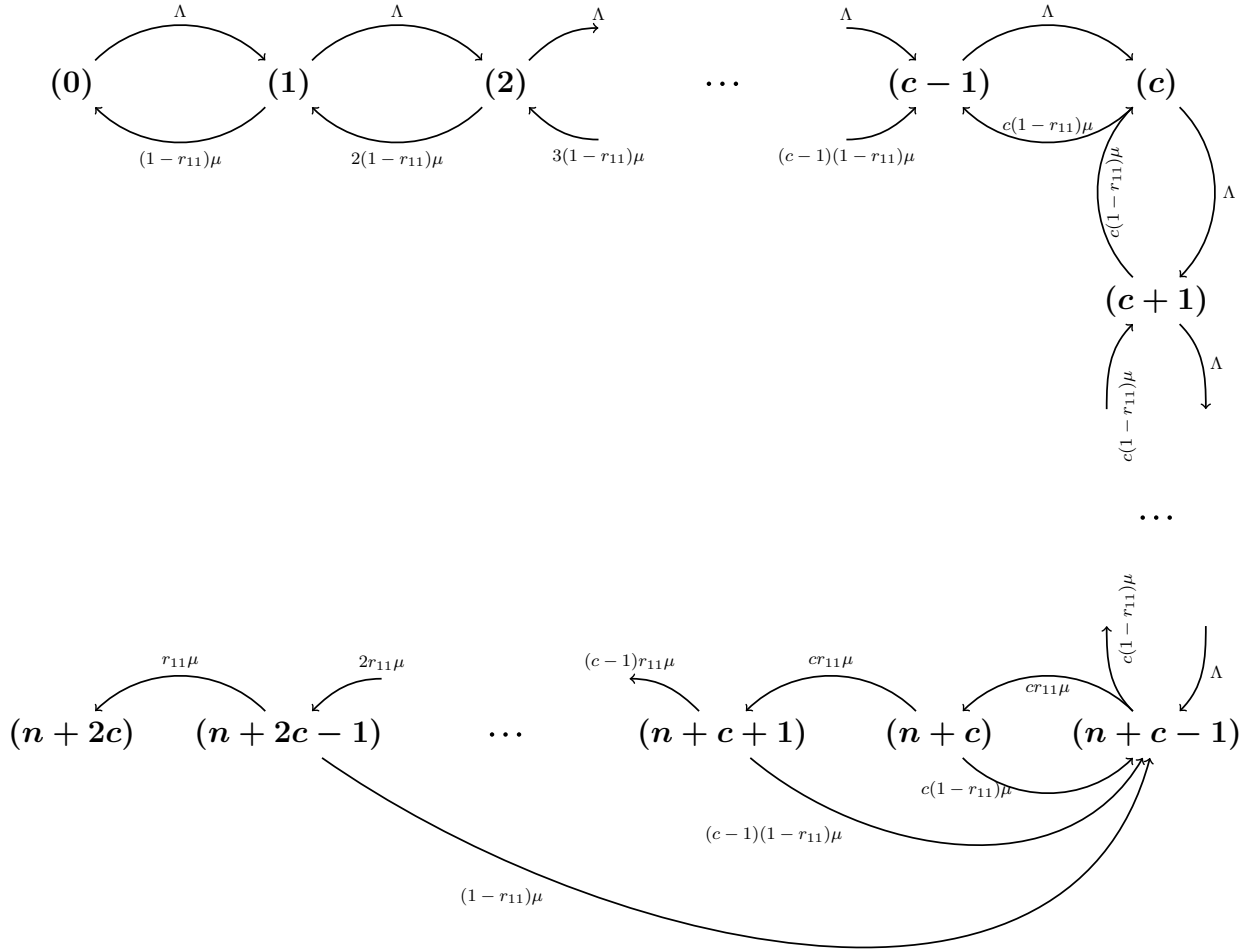 Λ Λ Λ Λ Λ
(0) (1) (2) ⋯ (c − 1) (c)
(1 − r₁₁)μ 2(1 − r₁₁)μ 3(1 − r₁₁)μ (c − 1)(1 − r₁₁)μ c(1 − r₁₁)μ
c(1 − r₁₁)μ Λ
(c + 1)
c(1 − r₁₁)μ Λ
⋯
c(1 − r₁₁)μ Λ
r₁₁μ 2r₁₁μ (c − 1)r₁₁μ cr₁₁μ cr₁₁μ
(n + 2c) (n + 2c − 1) ⋯ (n + c + 1) (n + c) (n + c − 1)
c(1 − r₁₁)μ
(c − 1)(1 − r₁₁)μ
(1 − r₁₁)μ